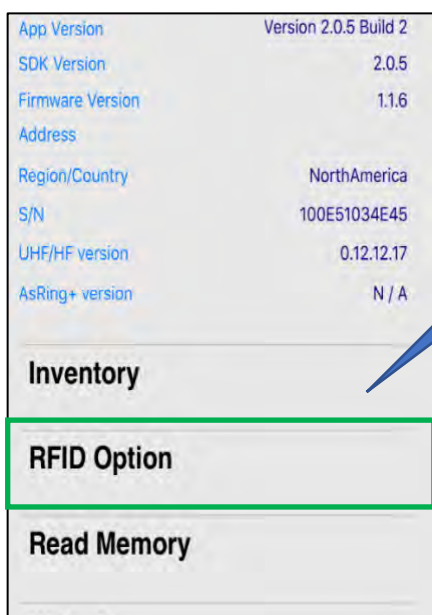 App Version Version 2.0.5 Build 2
SDK Version 2.0.5
Firmware Version 1.1.6
Address
Region/Country NorthAmerica
S/N 100E51034E45
UHF/HF version 0.12.12.17
AsRing+ version N / A
Inventory
RFID Option
Read Memory